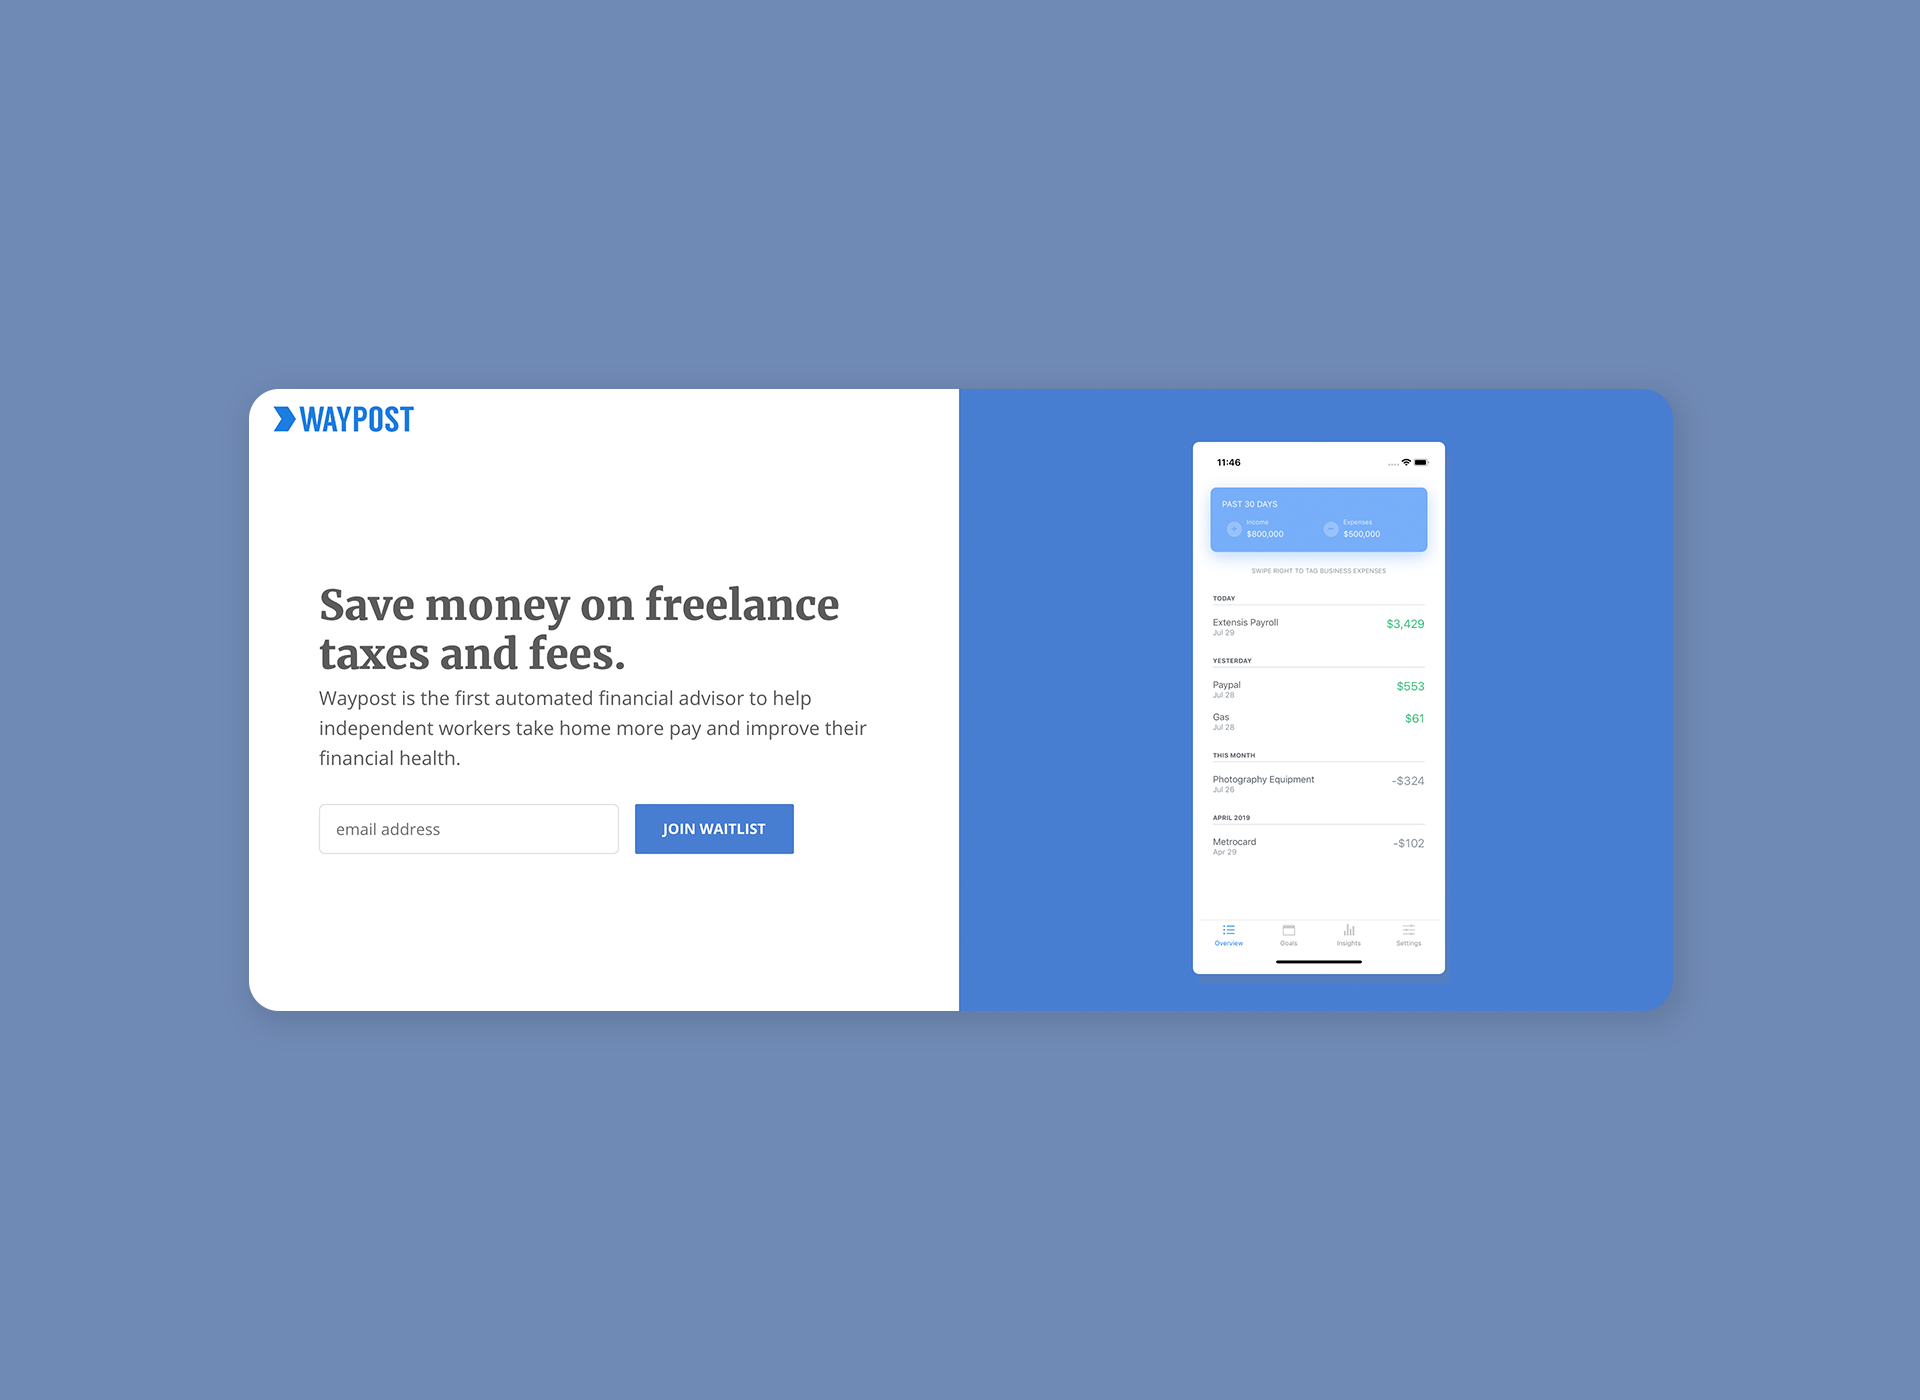 WAYPOST
Save money on freelance
taxes and fees.
Waypost is the first automated financial advisor to help
independent workers take home more pay and improve their
financial health.
email address
JOIN WAITLIST
11:46
PAST 30 DAYS
Income
$800,000
Expenses
$500,000
SWIPE RIGHT TO TAG BUSINESS EXPENSES
TODAY
Extensis Payroll
$3,429
Jul 29
YESTERDAY
Paypal
$553
Jul 28
Gas
$61
Jul 28
THIS MONTH
Photography Equipment
-$324
Jul 26
APRIL 2019
Metrocard
-$102
Apr 29
Overview
Goals
Insights
Settings